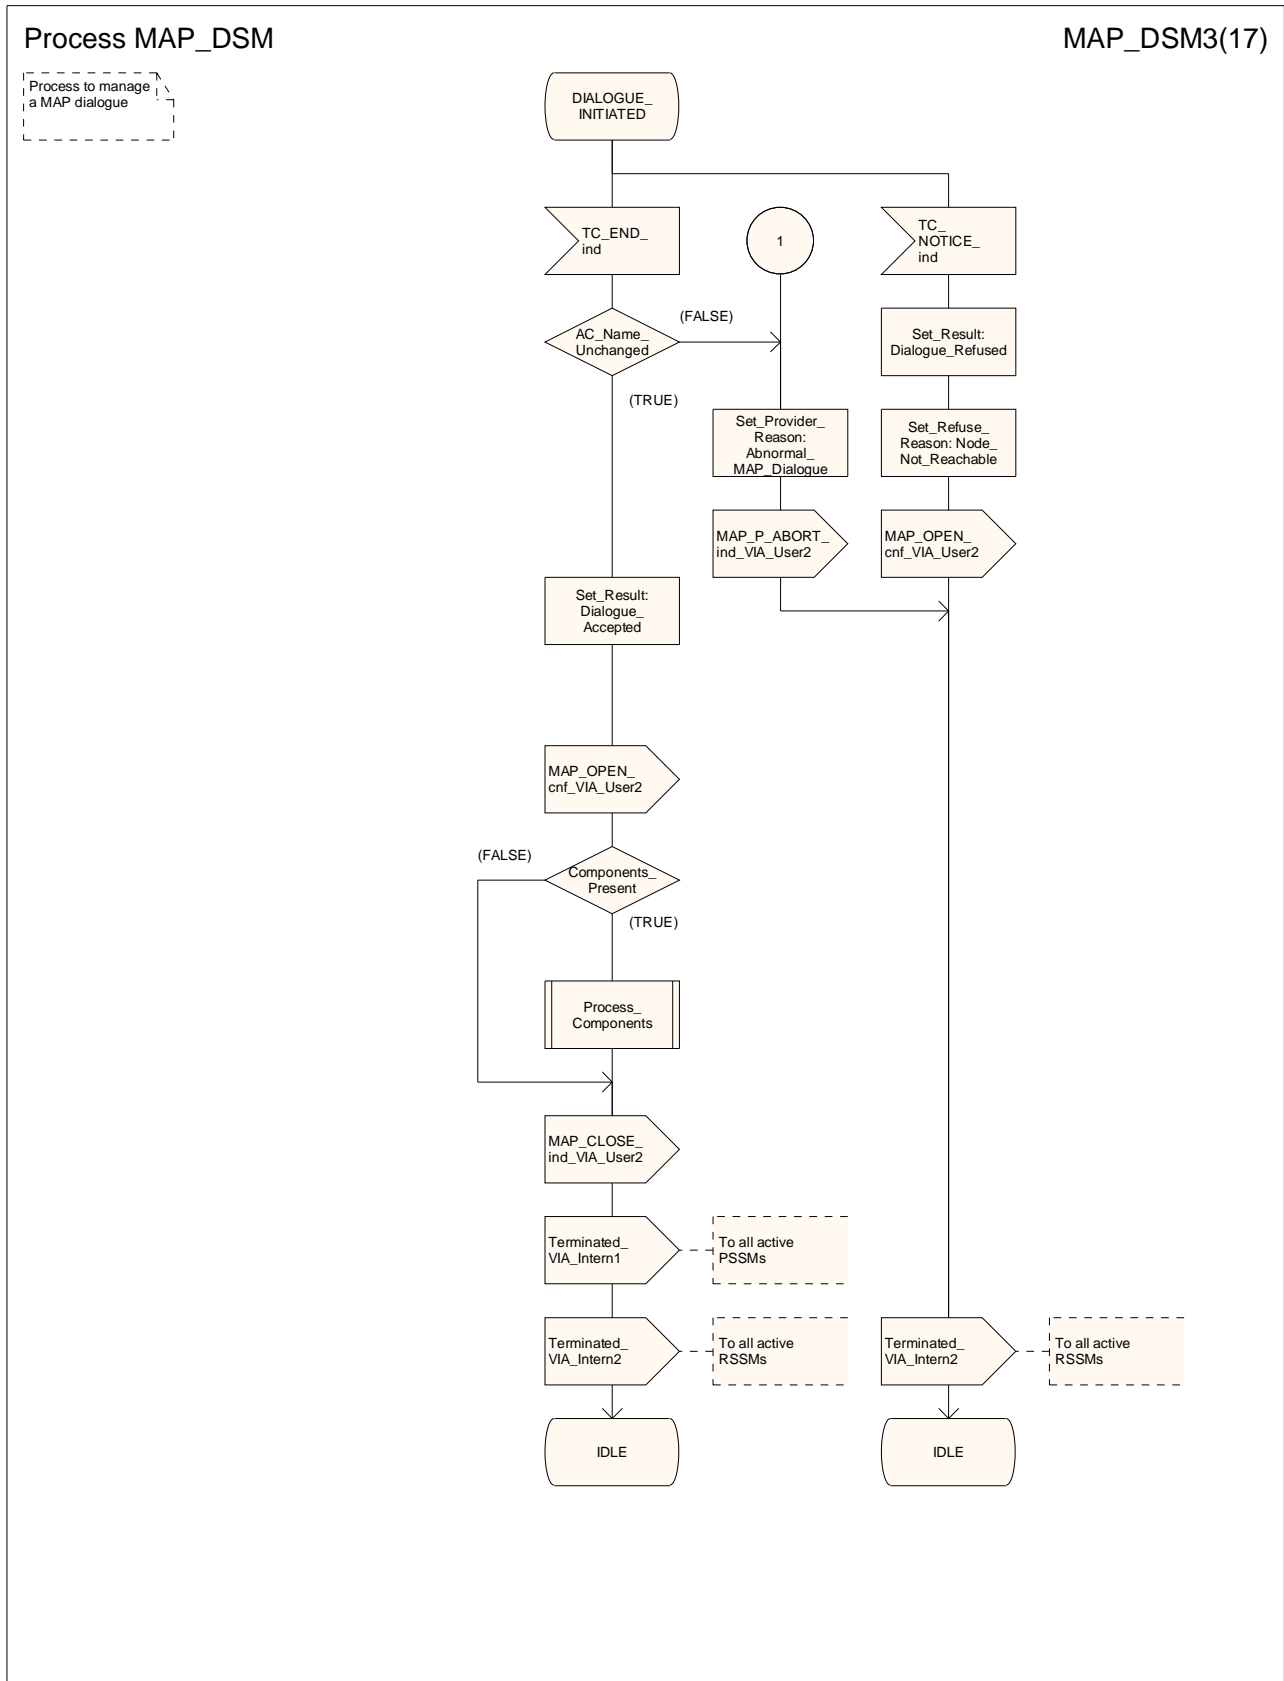 Process MAP_DSM
MAP_DSM3(17)
Process to manage
a MAP dialogue
DIALOGUE_
INITIATED
TC_END_
ind
1
TC_
NOTICE_
ind
AC_Name_
Unchanged
(FALSE)
(TRUE)
Set_Result:
Dialogue_Refused
Set_Provider_
Reason:
Abnormal_
MAP_Dialogue
Set_Refuse_
Reason: Node_
Not_Reachable
MAP_P_ABORT_
ind_VIA_User2
MAP_OPEN_
cnf_VIA_User2
Set_Result:
Dialogue_
Accepted
MAP_OPEN_
cnf_VIA_User2
(FALSE)
Components_
Present
(TRUE)
Process_
Components
MAP_CLOSE_
ind_VIA_User2
Terminated_
VIA_Intern1
To all active
PSSMs
Terminated_
VIA_Intern2
To all active
RSSMs
Terminated_
VIA_Intern2
To all active
RSSMs
IDLE
IDLE